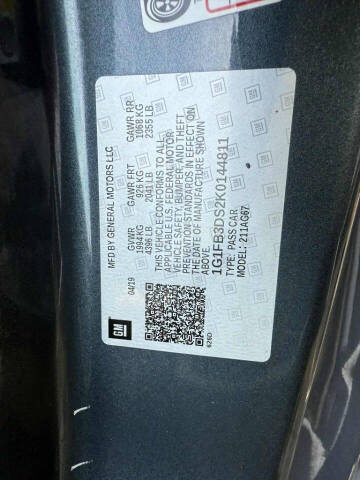 MFD BY GENERAL MOTORS LLC
04/19 GVWR GAWR FRT GAWR RR
1994KG 926 KG 1068 KG
4396 LB 2041 LB 2355 LB
THIS VEHICLE CONFORMS TO ALL
APPLICABLE U.S. FEDERAL MOTOR
VEHICLE SAFETY, BUMPER, AND THEFT
PREVENTION STANDARDS IN EFFECT ON
THE DATE OF MANUFACTURE SHOWN
ABOVE.
1G1FB3DS2K0144811
TYPE: PASS CAR
MODEL: 211AG67
GM